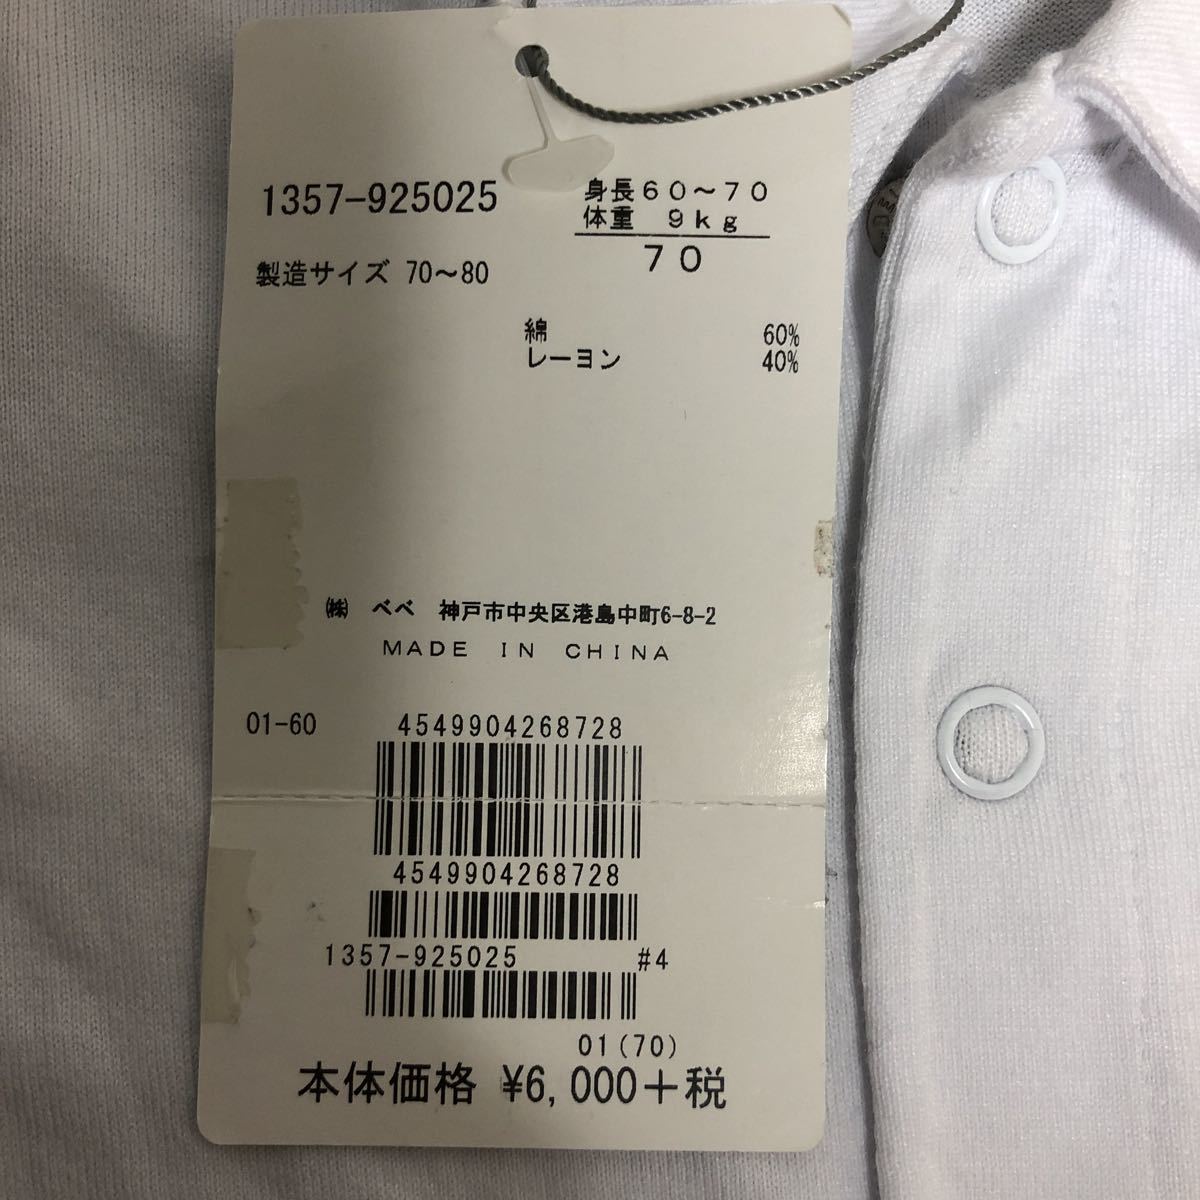 1357-925025
身長60～70
体重 9kg
70
製造サイズ 70～80
綿 60%
レーヨン 40%
㈱ べべ 神戸市中央区港島中町6-8-2
MADE IN CHINA
01-60
4549904268728
4549904268728
1357-925025 #4
01(70)
本体価格 ¥6,000+税